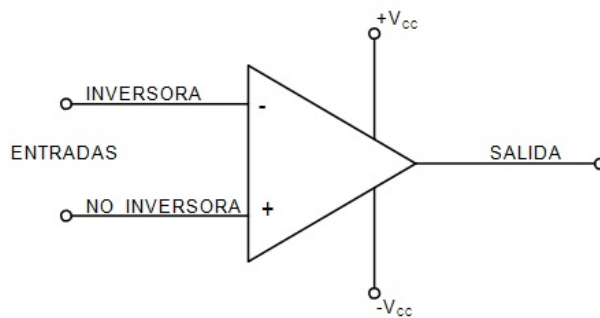 +Vcc
INVERSORA
-
ENTRADAS
SALIDA
NO INVERSORA
+
-Vcc